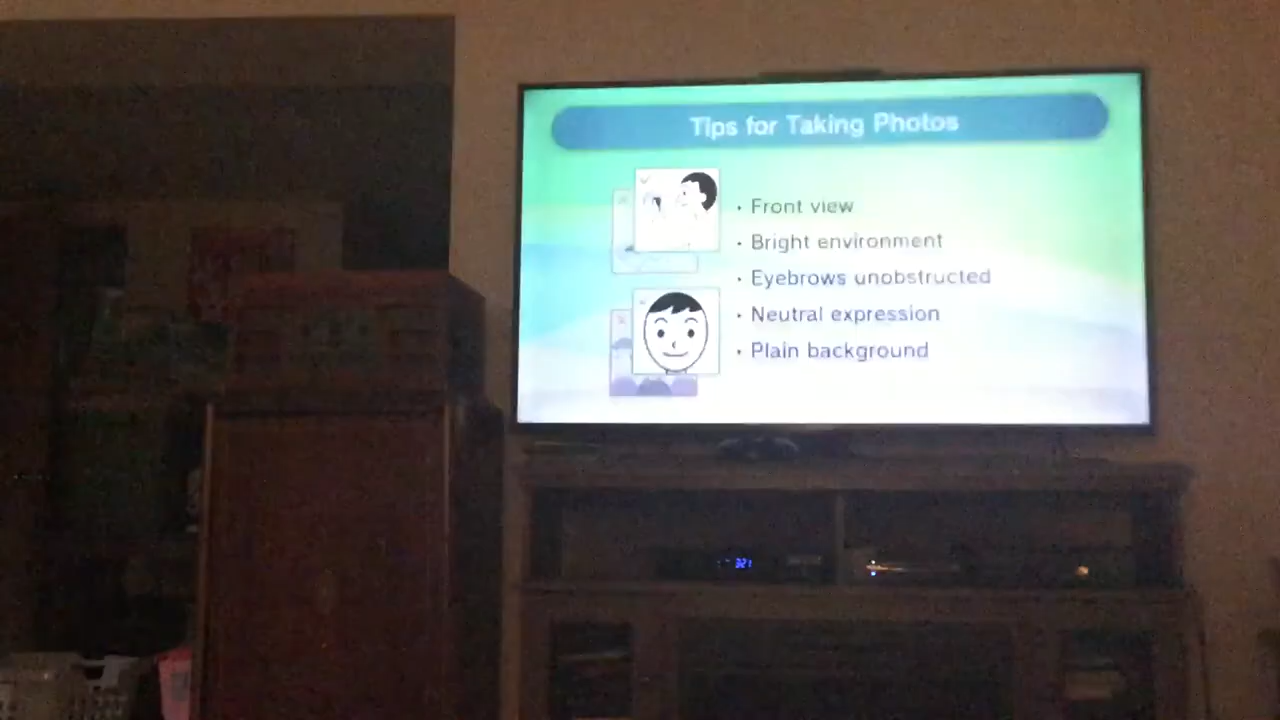 Tips for Taking Photos
· Front view
· Bright environment
· Eyebrows unobstructed
· Neutral expression
· Plain background